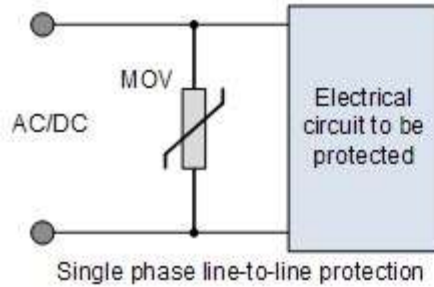 MOV
AC/DC
Electrical
circuit to be
protected
Single phase line-to-line protection